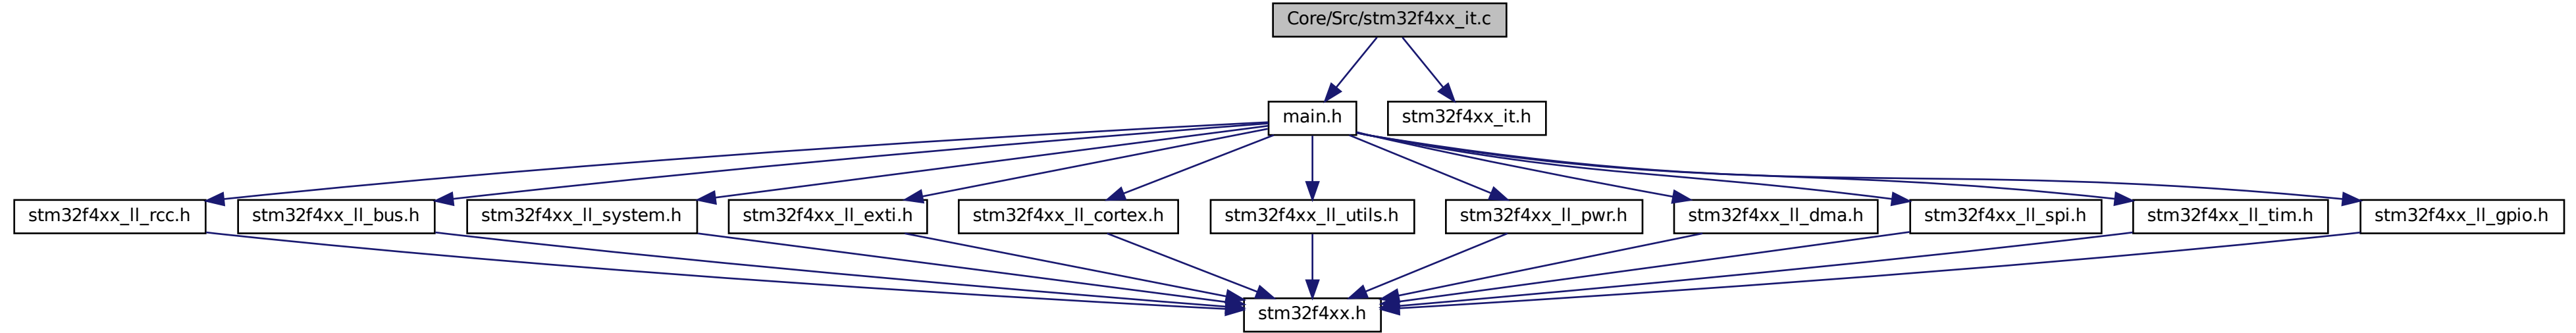 Core/Src/stm32f4xx_it.c
main.h
stm32f4xx_it.h
stm32f4xx_ll_rcc.h
stm32f4xx_ll_bus.h
stm32f4xx_ll_system.h
stm32f4xx_ll_exti.h
stm32f4xx_ll_cortex.h
stm32f4xx_ll_utils.h
stm32f4xx_ll_pwr.h
stm32f4xx_ll_dma.h
stm32f4xx_ll_spi.h
stm32f4xx_ll_tim.h
stm32f4xx_ll_gpio.h
stm32f4xx.h